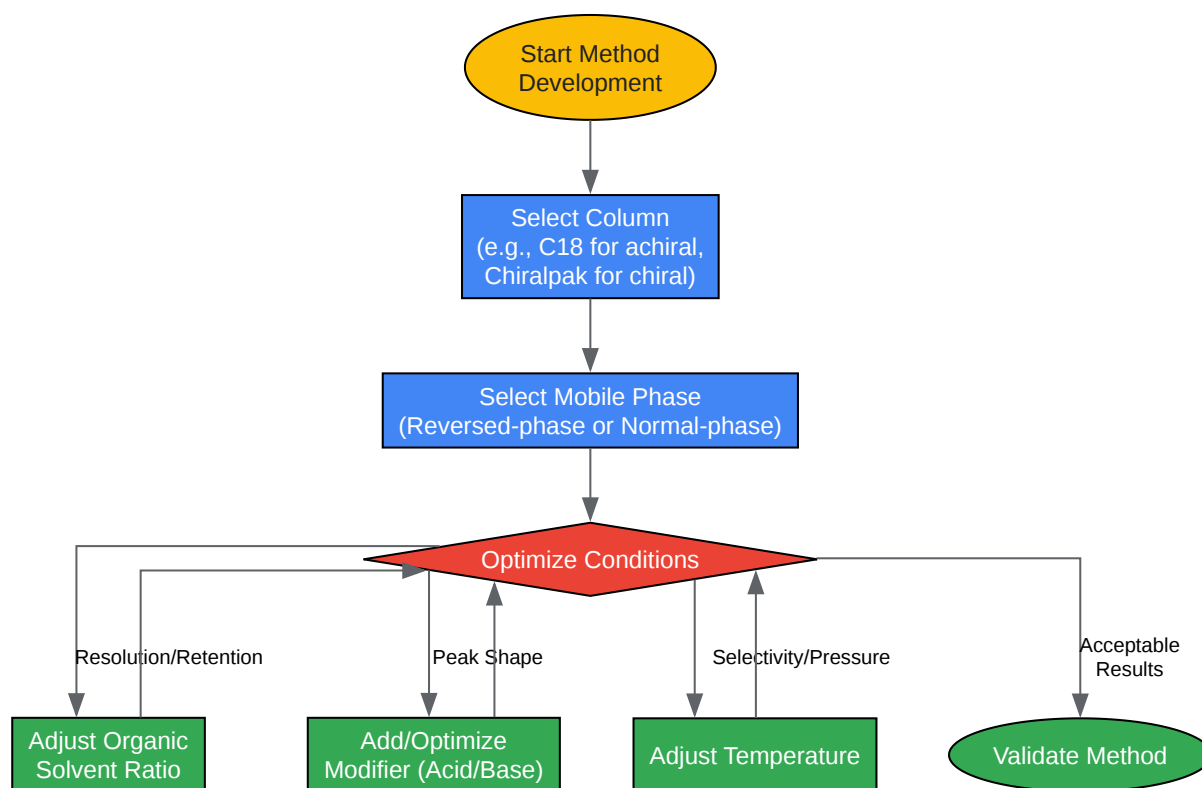 Start Method
Development
Select Column
(e.g., C18 for achiral,
Chiralpak for chiral)
Select Mobile Phase
(Reversed-phase or Normal-phase)
Optimize Conditions
Resolution/Retention
Peak Shape
Selectivity/Pressure
Acceptable
Results
Adjust Organic
Solvent Ratio
Add/Optimize
Modifier (Acid/Base)
Adjust Temperature
Validate Method